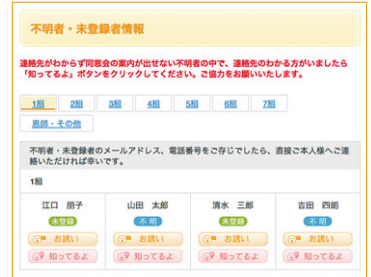 不明者・未登録者情報
連絡先がわからず同窓会の案内が出せない不明者の中で、連絡先のわかる方がいましたら
「知ってるよ」ボタンをクリックしてください。ご協力をお願いいたします。
1組 2組 3組 4組 5組 6組 7組
恩師・その他
不明者・未登録者のメールアドレス、電話番号をご存じでしたら、直接ご本人様へご連
絡いただければ幸いです。
1組
江口 朋子 山田 太郎 清水 三郎 吉田 四朗
未登録 不明 未登録 不明
お誘い お誘い お誘い お誘い
知ってるよ 知ってるよ 知ってるよ 知ってるよ